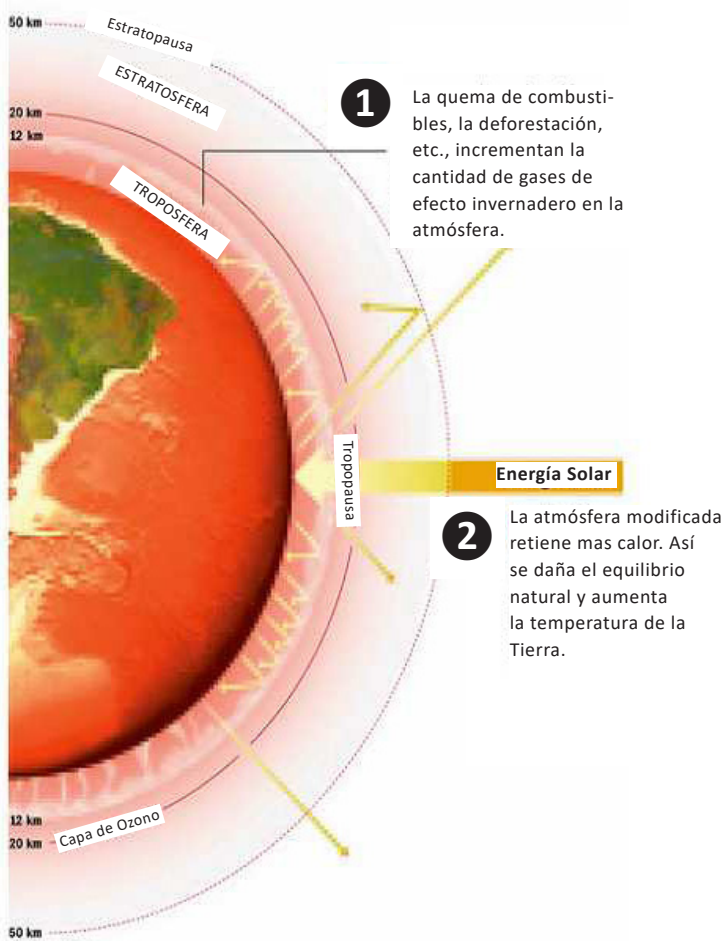 50 km
Estratopausa
ESTRATOSFERA
20 km
12 km
TROPOSFERA
1
La quema de combusti-
bles, la deforestación,
etc., incrementan la
cantidad de gases de
efecto invernadero en la
atmósfera.
Tropopausa
Energía Solar
2
La atmósfera modificada
retiene mas calor. Así
se daña el equilibrio
natural y aumenta
la temperatura de la
Tierra.
12 km
20 km
Capa de Ozono
50 km